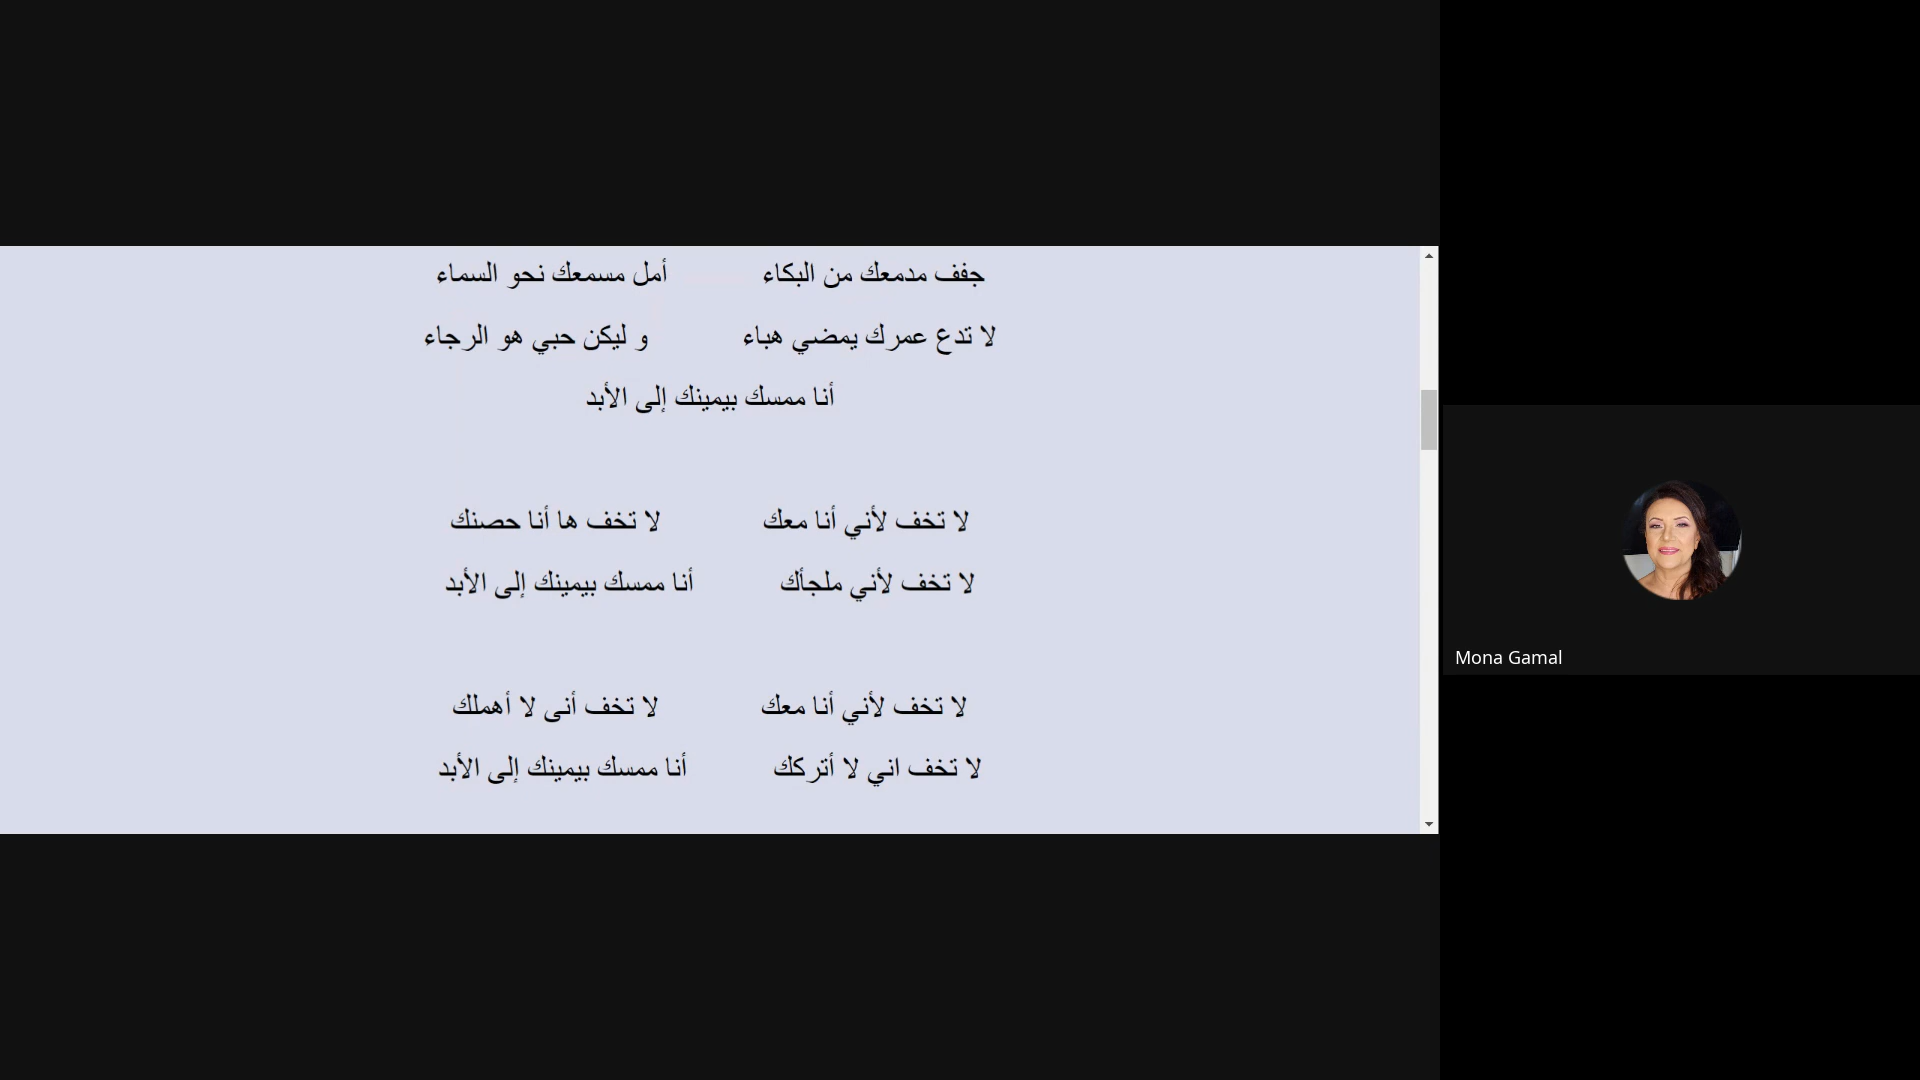 جفف مدمعك من البكاء أمل مسمعك نحو السماء
لا تدع عمرك يمضي هباء و ليكن حبي هو الرجاء
أنا ممسك بيمينك إلى الأبد
لا تخف لأني أنا معك لا تخف ها أنا حصنك
لا تخف لأني ملجأك أنا ممسك بيمينك إلى الأبد
لا تخف لأني أنا معك لا تخف أنى لا أهملك
لا تخف اني لا أتركك أنا ممسك بيمينك إلى الأبد
Mona Gamal